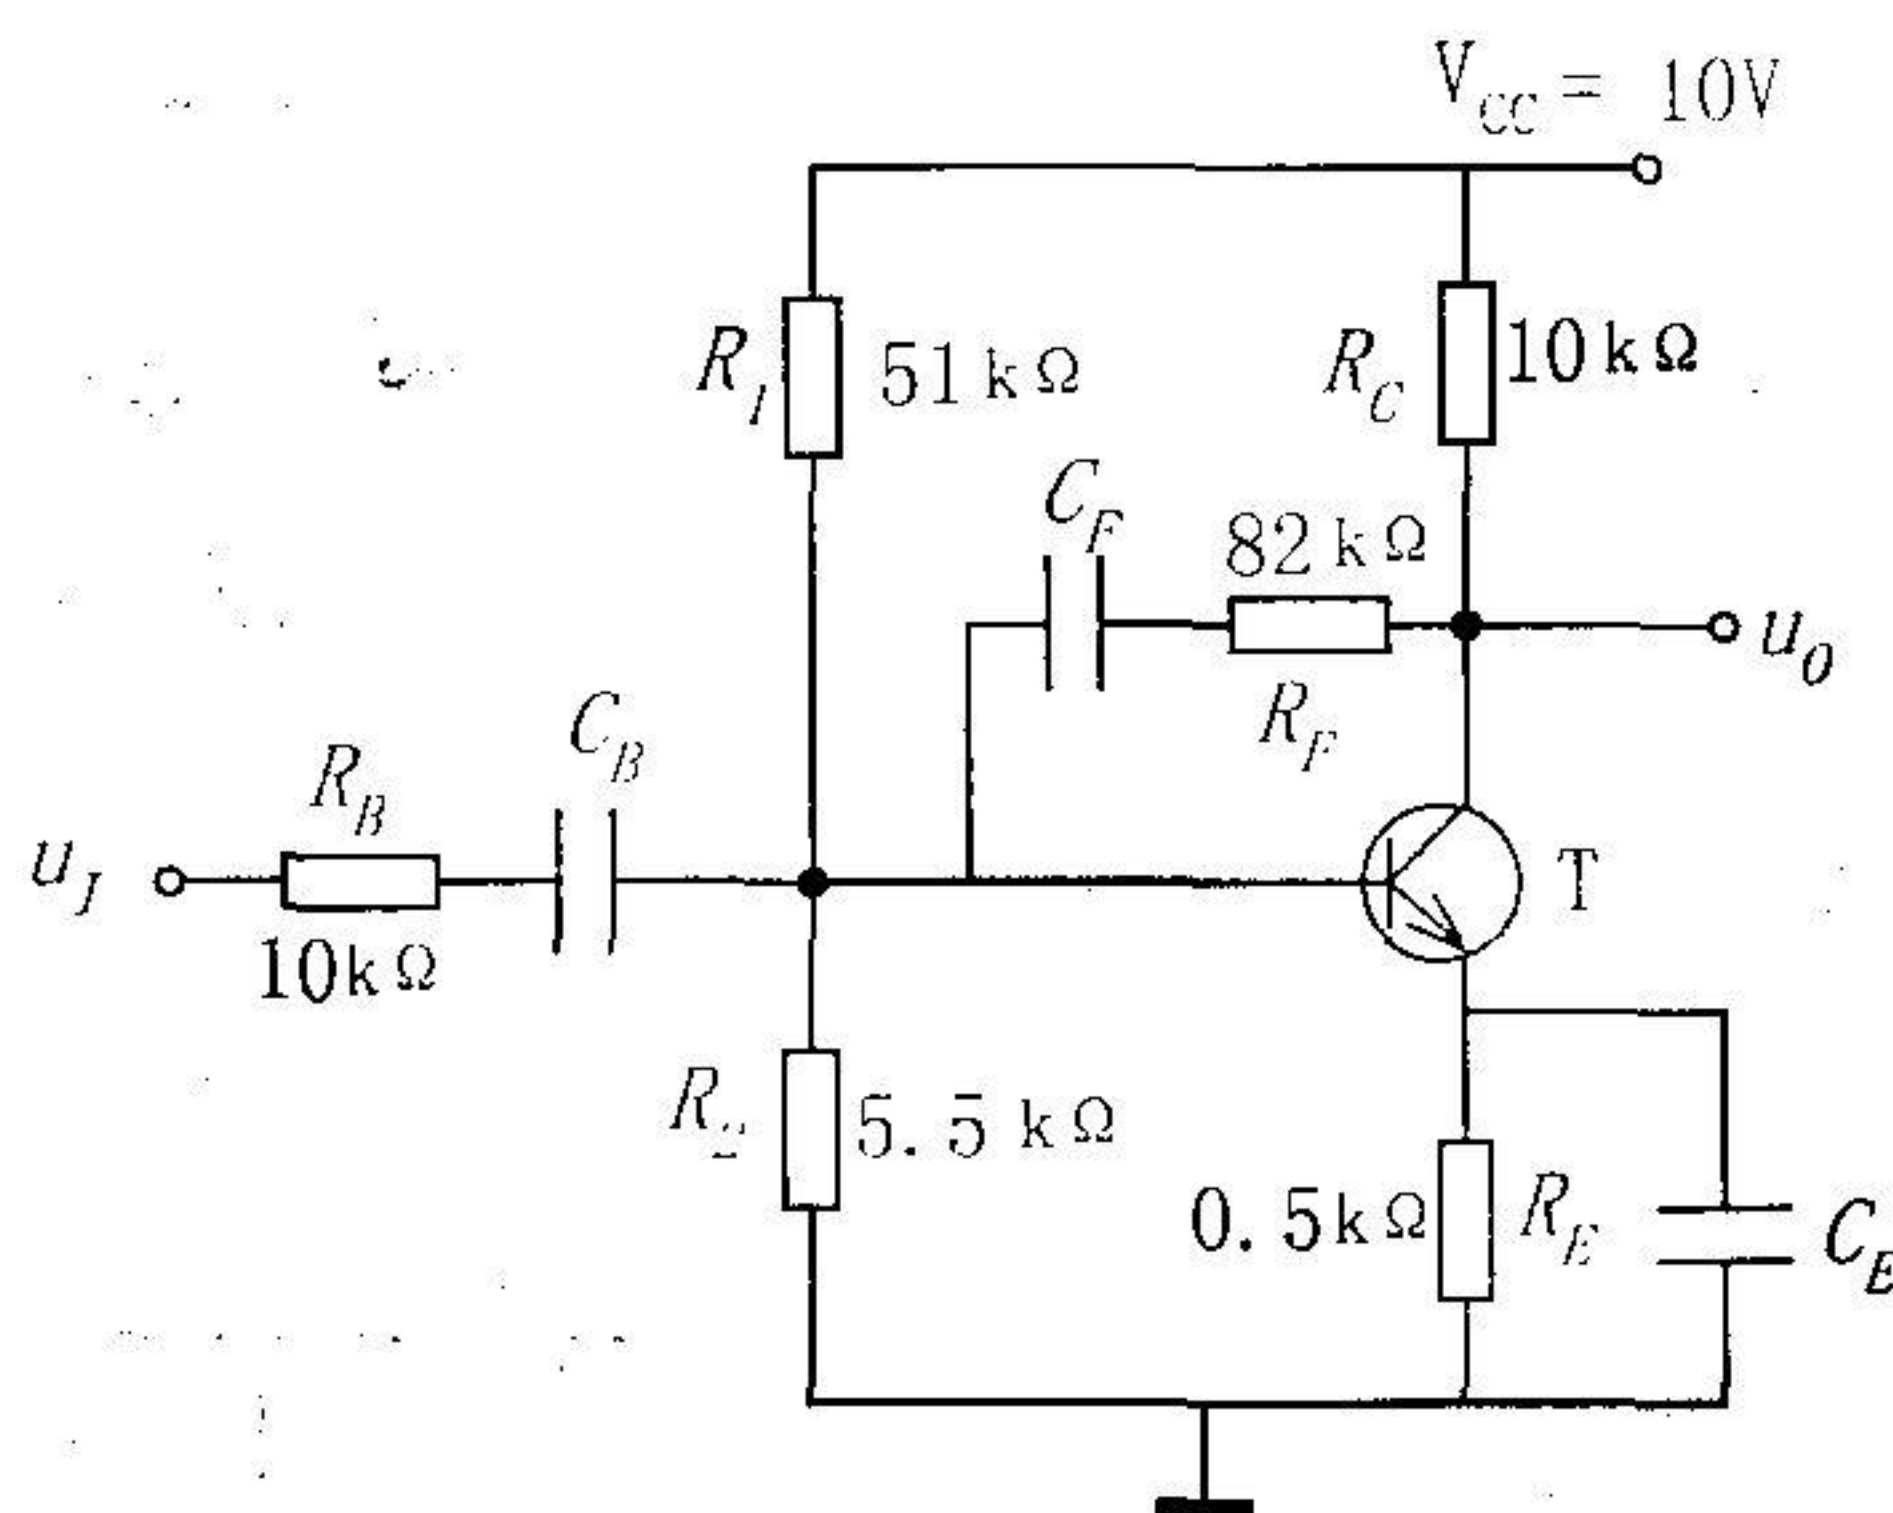 V_CC = 10V
R_1 51kΩ
R_C 10kΩ
C_F
82kΩ
R_F
u_O
C_B
R_B
u_I
10kΩ
T
R_2 5.5kΩ
0.5kΩ R_E
C_E